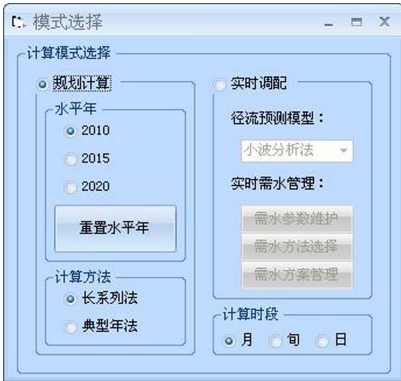 模式选择
计算模式选择
规划计算
水平年
2010
2015
2020
重置水平年
计算方法
长系列法
典型年法
实时调配
径流预测模型：
小波分析法
实时需水管理：
需水参数维护
需水方法选择
需水方案管理
计算时段
月 旬 日